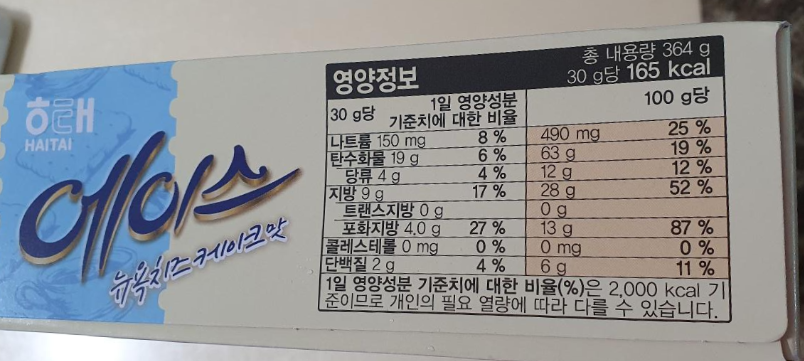 해태
HAITAI
에이스
뉴욕치즈케이크맛
영양정보
총 내용량 364 g
30 g당 165 kcal
30 g당 1일 영양성분 기준치에 대한 비율 100 g당
나트륨 150 mg 8 % 490 mg 25 %
탄수화물 19 g 6 % 63 g 19 %
당류 4 g 4 % 12 g 12 %
지방 9 g 17 % 28 g 52 %
트랜스지방 0 g 0 g
포화지방 4.0 g 27 % 13 g 87 %
콜레스테롤 0 mg 0 % 0 mg 0 %
단백질 2 g 4 % 6 g 11 %
1일 영양성분 기준치에 대한 비율(%)은 2,000 kcal 기
준이므로 개인의 필요 열량에 따라 다를 수 있습니다.